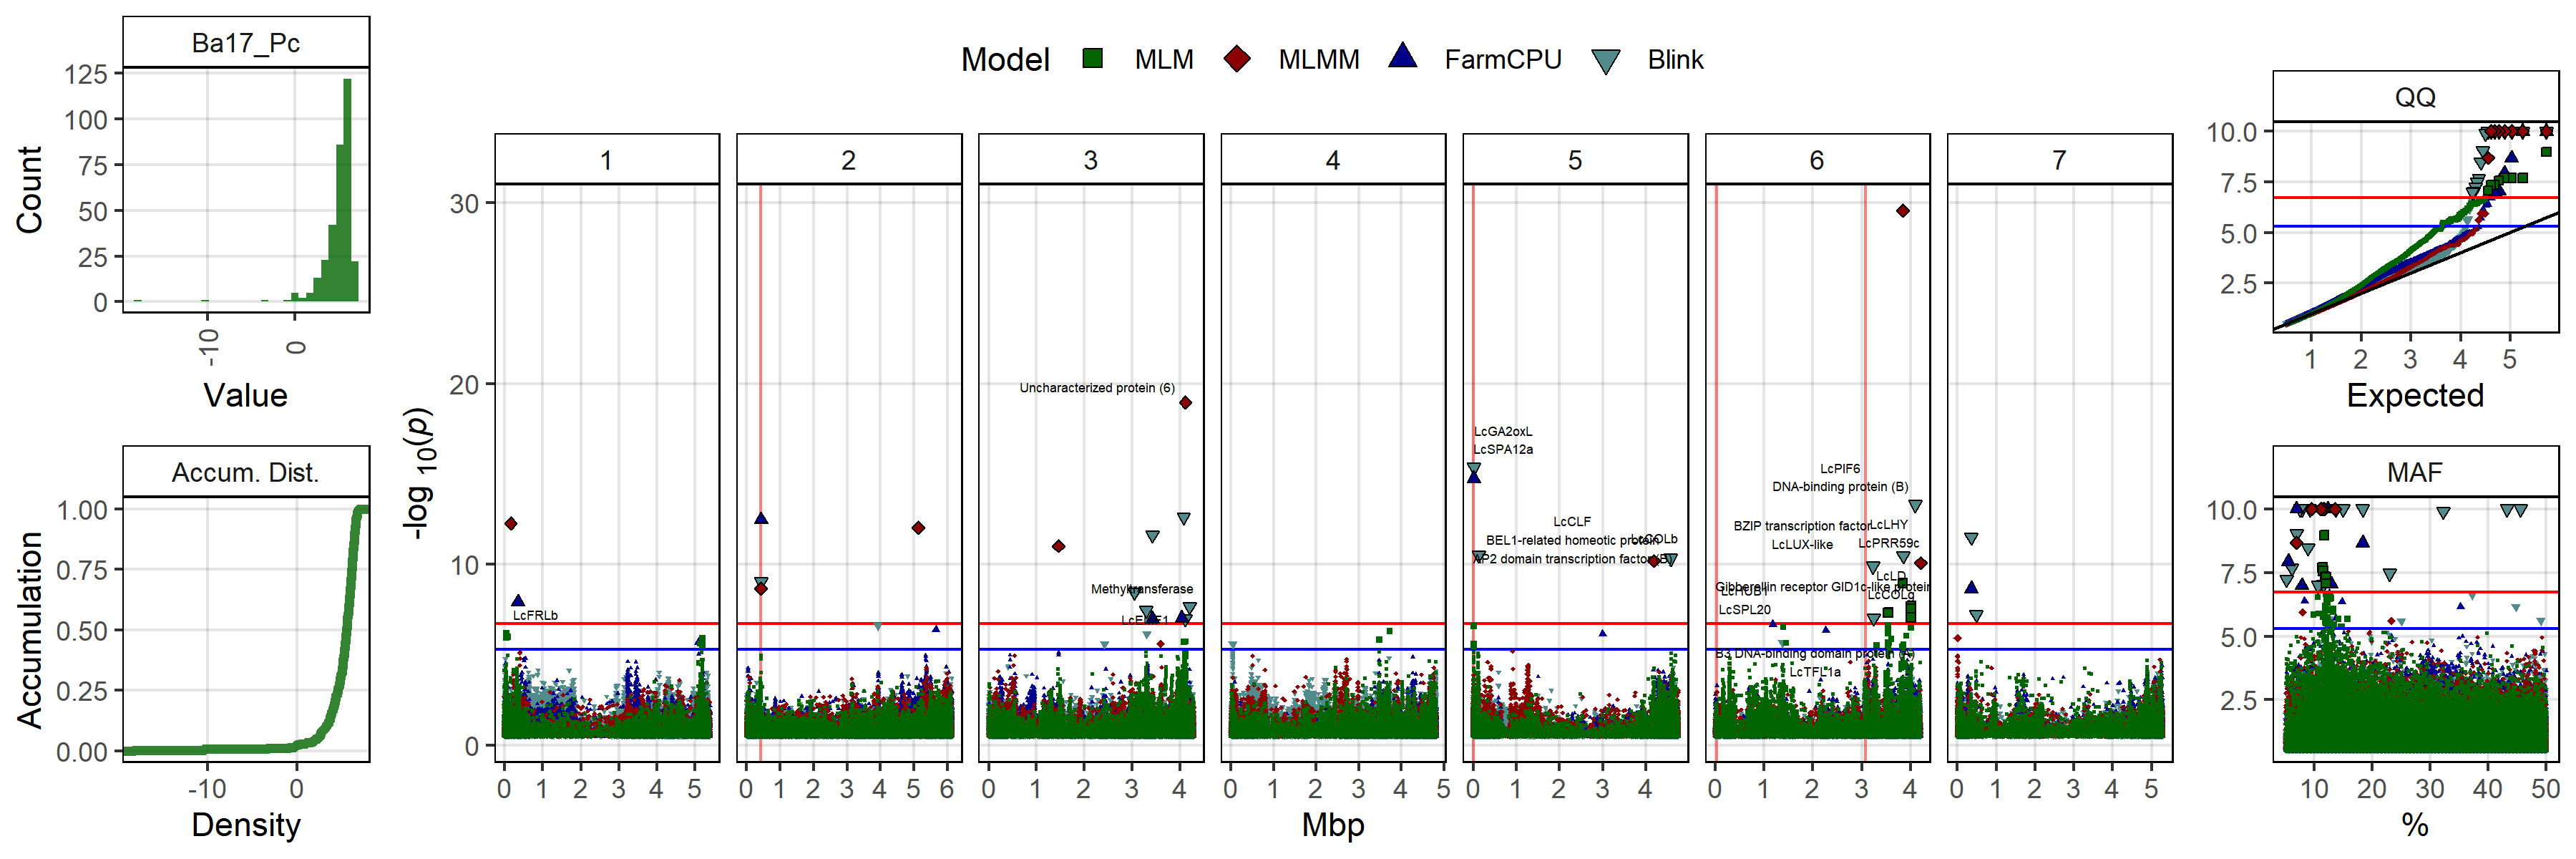 Ba17_Pc
125
100
75
50
25
0
Count
-10
0
Value
Accum. Dist.
1.00
0.75
0.50
0.25
0.00
Accumulation
-10
0
Density
Model MLM MLMM FarmCPU Blink
1 2 3 4 5 6 7
30
20
10
0
-log 10(p)
Uncharacterized protein (6)
LcGA2oxL
LcSPA12a
LcPIF6
DNA-binding protein (B)
LcCLF
BZIP transcription factor
LcLHY
BEL1-related homeotic protein
LcCOLb
LcLUX-like
LcPRR59c
AP2 domain transcription factor (B)
LcLD
Methyltransferase
Gibberellin receptor GID1c-like protein
LcFRLb
LcSPL20
B3 DNA-binding domain protein
LcTFL1a
0 1 2 3 4 5
0 1 2 3 4 5 6
0 1 2 3 4
0 1 2 3 4 5
0 1 2 3 4
0 1 2 3 4
0 1 2 3 4 5
Mbp
QQ
10.0
7.5
5.0
2.5
1 2 3 4 5
Expected
MAF
10.0
7.5
5.0
2.5
10 20 30 40 50
%